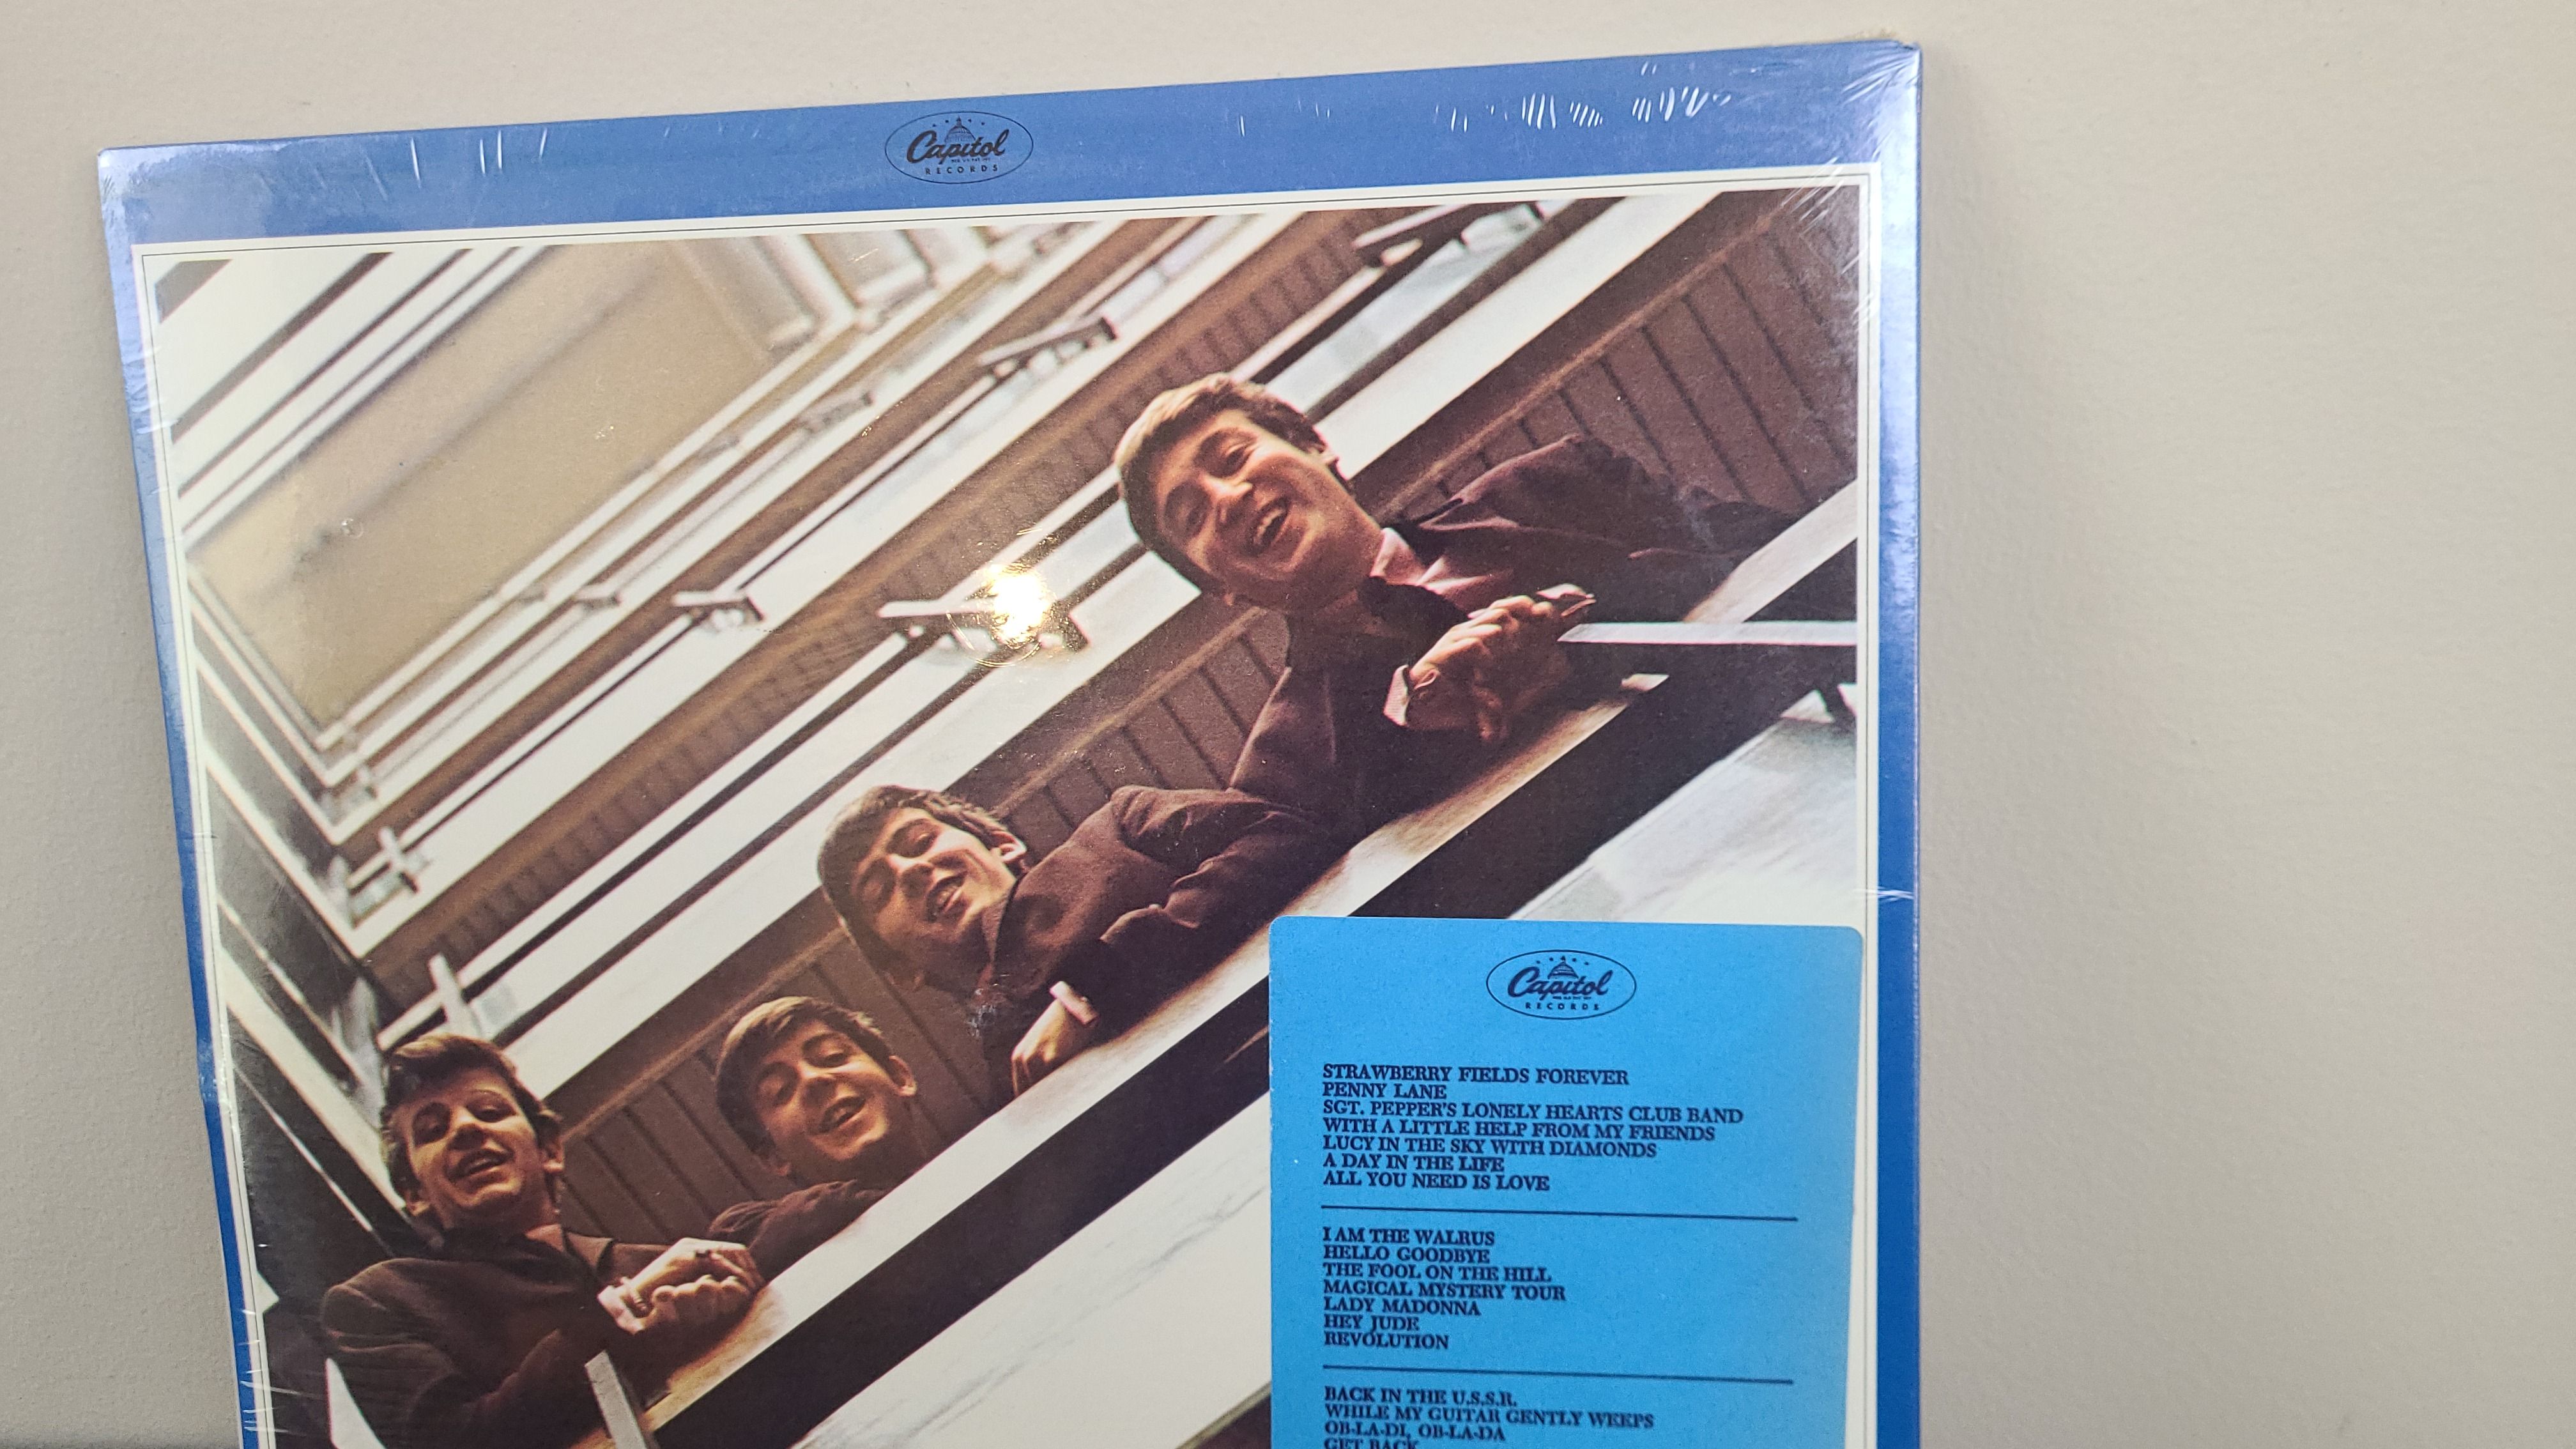 Capitol
RECORDS
Capitol
RECORDS
STRAWBERRY FIELDS FOREVER
PENNY LANE
SGT. PEPPER'S LONELY HEARTS CLUB BAND
WITH A LITTLE HELP FROM MY FRIENDS
LUCY IN THE SKY WITH DIAMONDS
A DAY IN THE LIFE
ALL YOU NEED IS LOVE
I AM THE WALRUS
HELLO GOODBYE
THE FOOL ON THE HILL
MAGICAL MYSTERY TOUR
LADY MADONNA
HEY JUDE
REVOLUTION
BACK IN THE U.S.S.R.
WHILE MY GUITAR GENTLY WEEPS
OB-LA-DI, OB-LA-DA
GET BACK